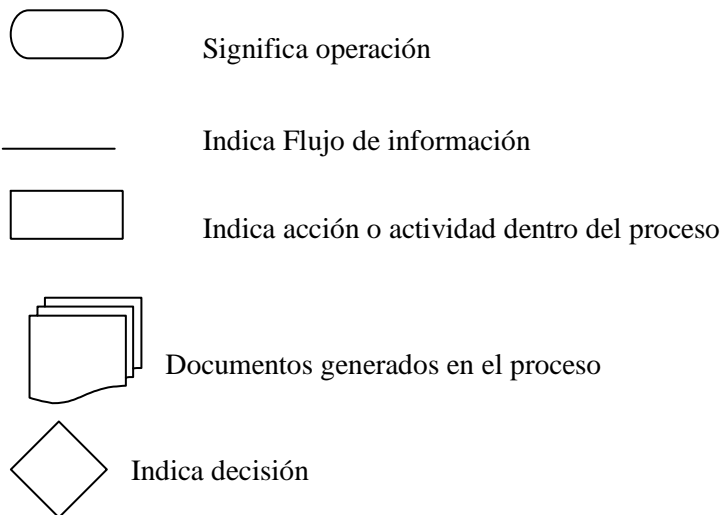 Significa operación
Indica Flujo de información
Indica acción o actividad dentro del proceso
Documentos generados en el proceso
Indica decisión